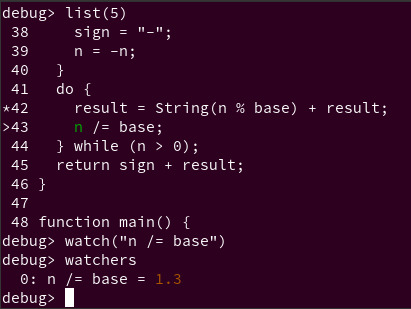 debug> list(5)
 38     sign = "-";
 39     n = -n;
 40   }
 41   do {
*42     result = String(n % base) + result;
>43     n /= base;
 44   } while (n > 0);
 45   return sign + result;
 46 }
 47
 48 function main() {
debug> watch("n /= base")
debug> watchers
  0: n /= base = 1.3
debug>